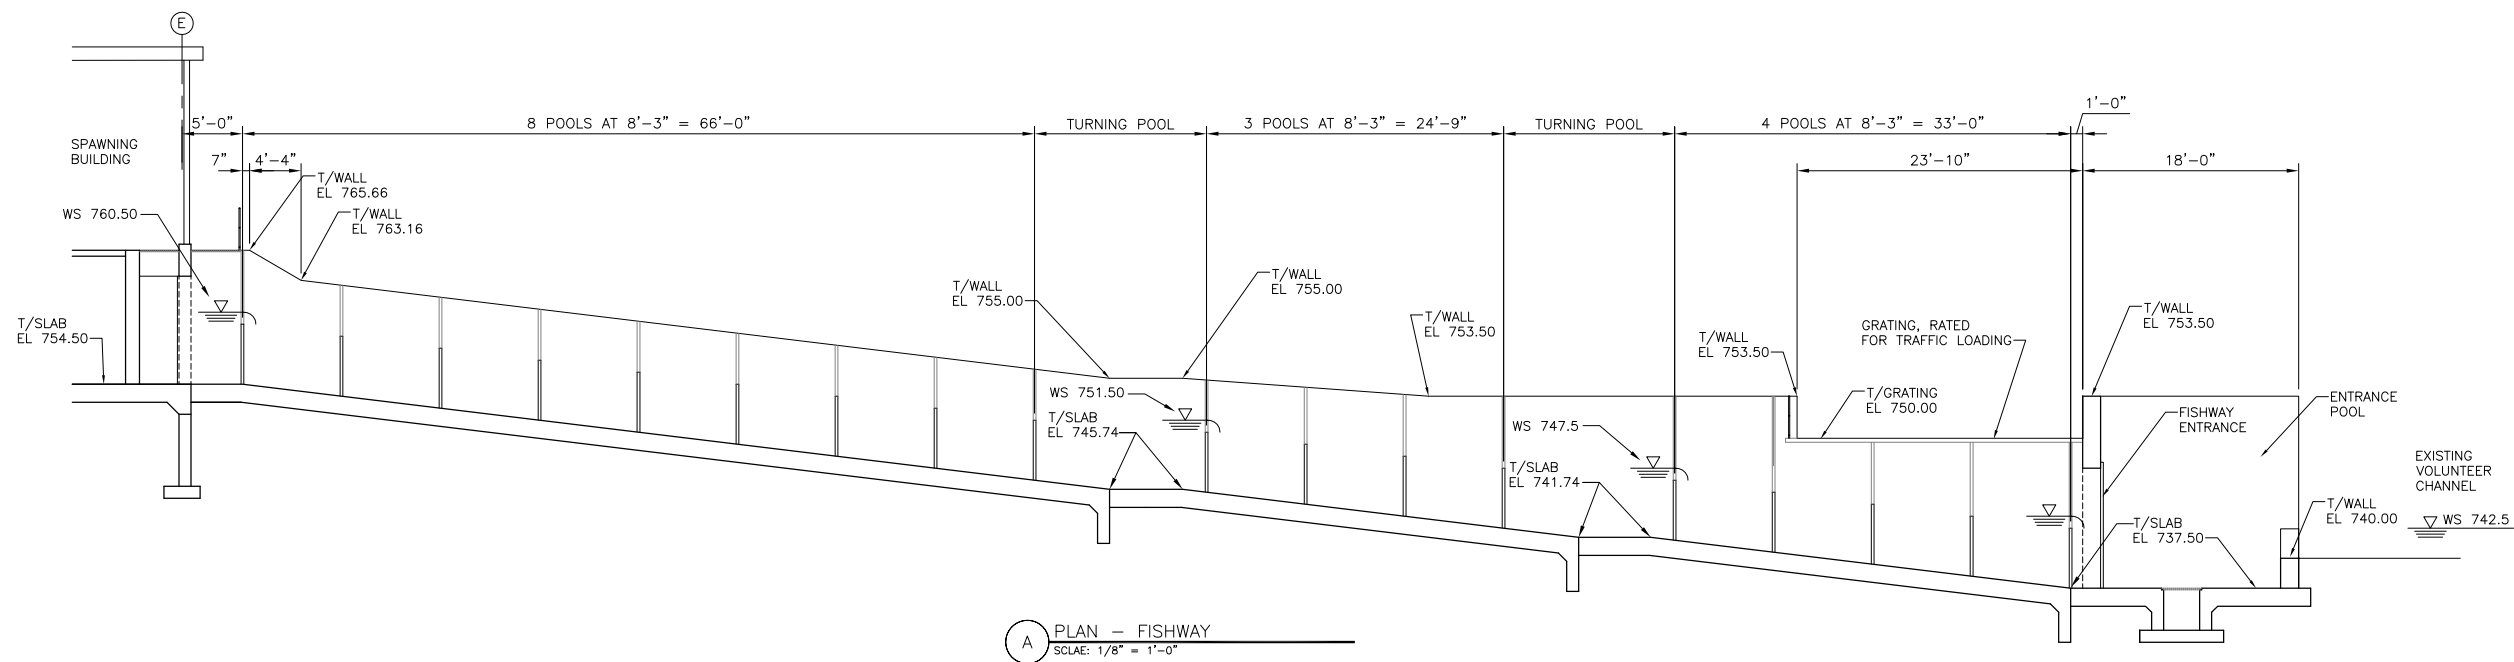 E
5'-0"
8 POOLS AT 8'-3" = 66'-0"
TURNING POOL
3 POOLS AT 8'-3" = 24'-9"
TURNING POOL
4 POOLS AT 8'-3" = 33'-0"
1'-0"
SPAWNING
BUILDING
7"
4'-4"
23'-10"
18'-0"
T/WALL
EL 765.66
WS 760.50
T/WALL
EL 763.16
T/SLAB
EL 754.50
T/WALL
EL 755.00
T/WALL
EL 755.00
WS 751.50
T/SLAB
EL 745.74
T/WALL
EL 753.50
WS 747.5
T/SLAB
EL 741.74
T/WALL
EL 753.50
GRATING, RATED
FOR TRAFFIC LOADING
T/GRATING
EL 750.00
T/WALL
EL 753.50
FISHWAY
ENTRANCE
ENTRANCE
POOL
EXISTING
VOLUNTEER
CHANNEL
T/WALL
EL 740.00
WS 742.5
T/SLAB
EL 737.50
A
PLAN - FISHWAY
SCLAE: 1/8" = 1'-0"